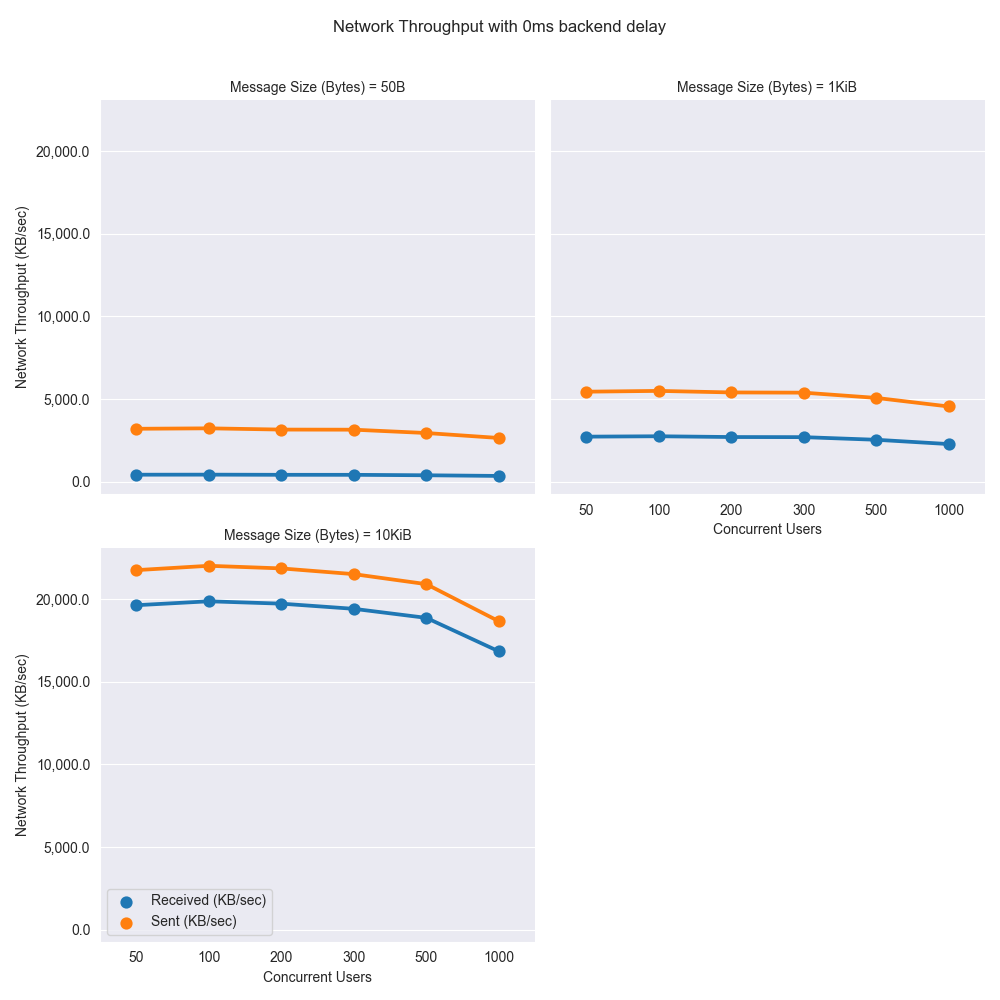 Network Throughput with 0ms backend delay
Message Size (Bytes) = 50B
Network Throughput (KB/sec)
20,000.0
15,000.0
10,000.0
5,000.0
0.0
Message Size (Bytes) = 1KiB
50 100 200 300 500 1000
Concurrent Users
Message Size (Bytes) = 10KiB
Network Throughput (KB/sec)
20,000.0
15,000.0
10,000.0
5,000.0
0.0
Received (KB/sec)
Sent (KB/sec)
50 100 200 300 500 1000
Concurrent Users